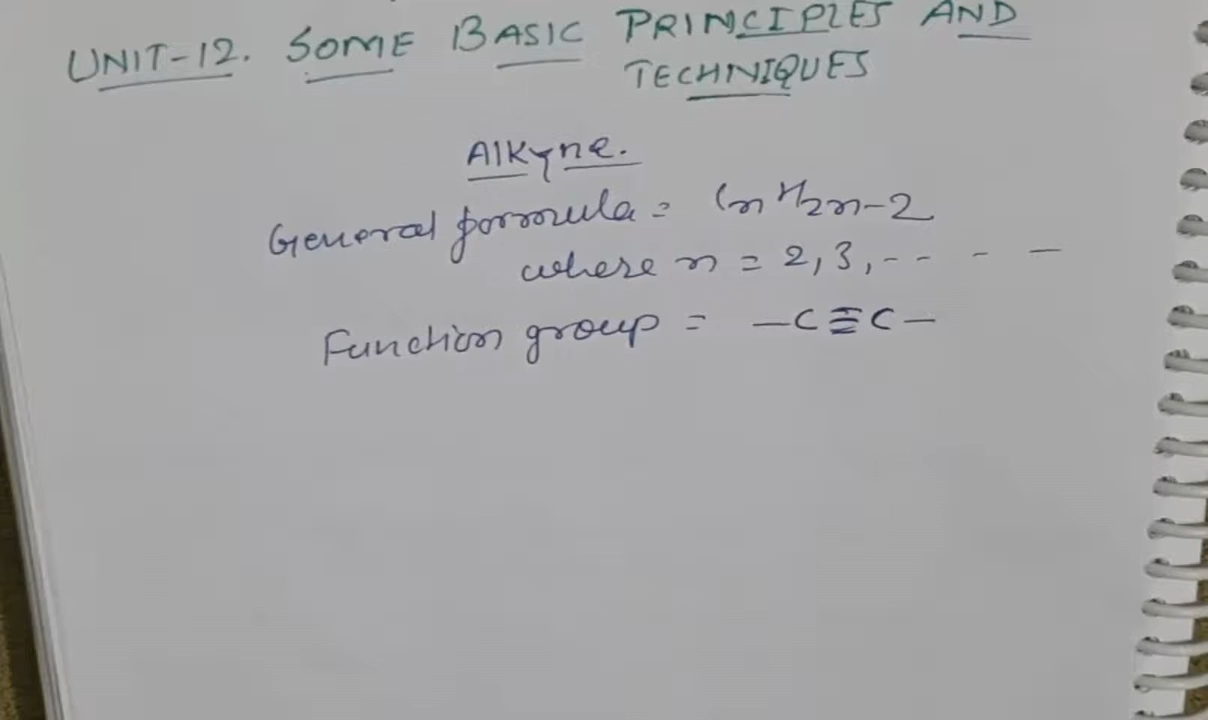 UNIT-12. SOME BASIC PRINCIPLES AND
TECHNIQUES
Alkyne.
General formula = CnH2n-2
where n = 2, 3, -- - -
Function group = -C≡C-